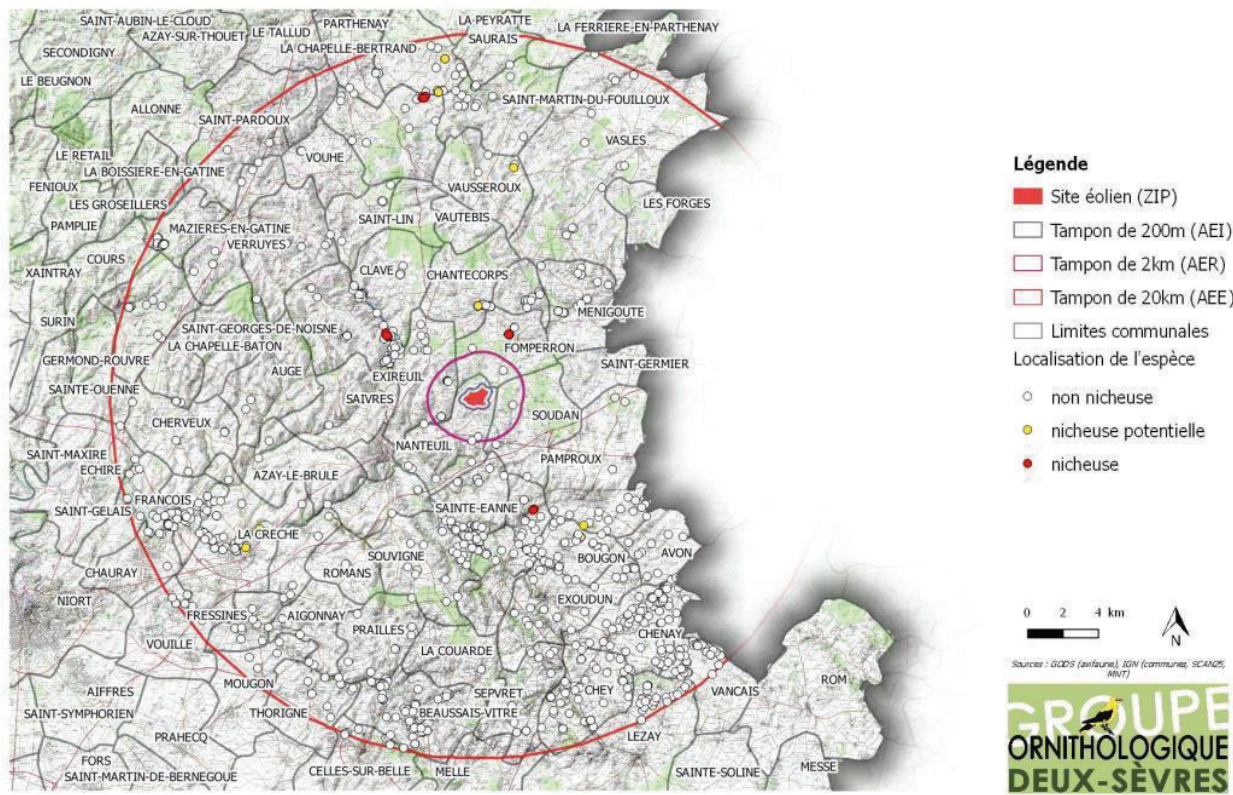 SAINT-AUBIN-LE-CLOUD
PARTHENAY
LA PEYRATTE
LA FERRIERE-EN-PARTHENAY
AZAY-SUR-THOUET
LE TALLUD
SAURAIS
SECONDIGNY
LA CHAPELLE-BERTRAND
LE BEUGNON
ALLONNE
SAINT-MARTIN-DU-FOUILLOUX
SAINT-PARDOUX
VASLES
LE RETAIL
VOUHE
LA BOISSIERE-EN-GATINE
FENIOUX
VAUSSEROUX
LES GROSEILLERS
LES FORGES
SAINT-LIN
VAUTEBIS
PAMPLIE
MAZIERES-EN-GATINE
VERRUYES
COURS
XAINTRAY
CLAVE
CHANTECORPS
SURIN
MENIGOUTE
SAINT-GEORGES-DE-NOISNE
LA CHAPELLE-BATON
FOMPERRON
GERMOND-ROUVRE
SAINT-GERMIER
AUGE
EXIREUIL
SAINTE-OUENNE
SAIVRES
SOUDAN
CHERVEUX
NANTEUIL
SAINT-MAXIRE
PAMPROUX
ECHIRE
AZAY-LE-BRULE
FRANCOIS
SAINT-GELAIS
SAINTE-EANNE
LA CRECHE
AVON
SOUVIGNE
BOUGON
CHAURAY
ROMANS
NIORT
EXOUDUN
FRESSINES
AIGONNAY
PRAILLES
CHENAY
VOUILLE
LA COUARDE
ROM
MOUGON
SEPVRET
CHEY
VANCAIS
AIFFRES
SAINT-SYMPHORIEN
THORIGNE
BEAUSSAIS-VITRE
PRAHECQ
LEZAY
FORS
SAINT-MARTIN-DE-BERNEGOUE
CELLES-SUR-BELLE
MELLE
SAINTE-SOLINE
MESSE
Légende
Site éolien (ZIP)
Tampon de 200m (AEI)
Tampon de 2km (AER)
Tampon de 20km (AEE)
Limites communales
Localisation de l'espèce
non nicheuse
nicheuse potentielle
nicheuse
0 2 4 km
N
Sources : GODS (avifaune), IGN (communes, SCAN25, MNT)
GROUPE
ORNITHOLOGIQUE
DEUX-SÈVRES